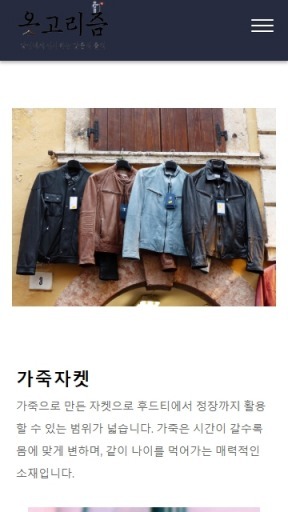 옷고리즘
가죽자켓
가죽으로 만든 자켓으로 후드티에서 정장까지 활용
할 수 있는 범위가 넓습니다. 가죽은 시간이 갈수록
몸에 맞게 변하며, 같이 나이를 먹어가는 매력적인
소재입니다.